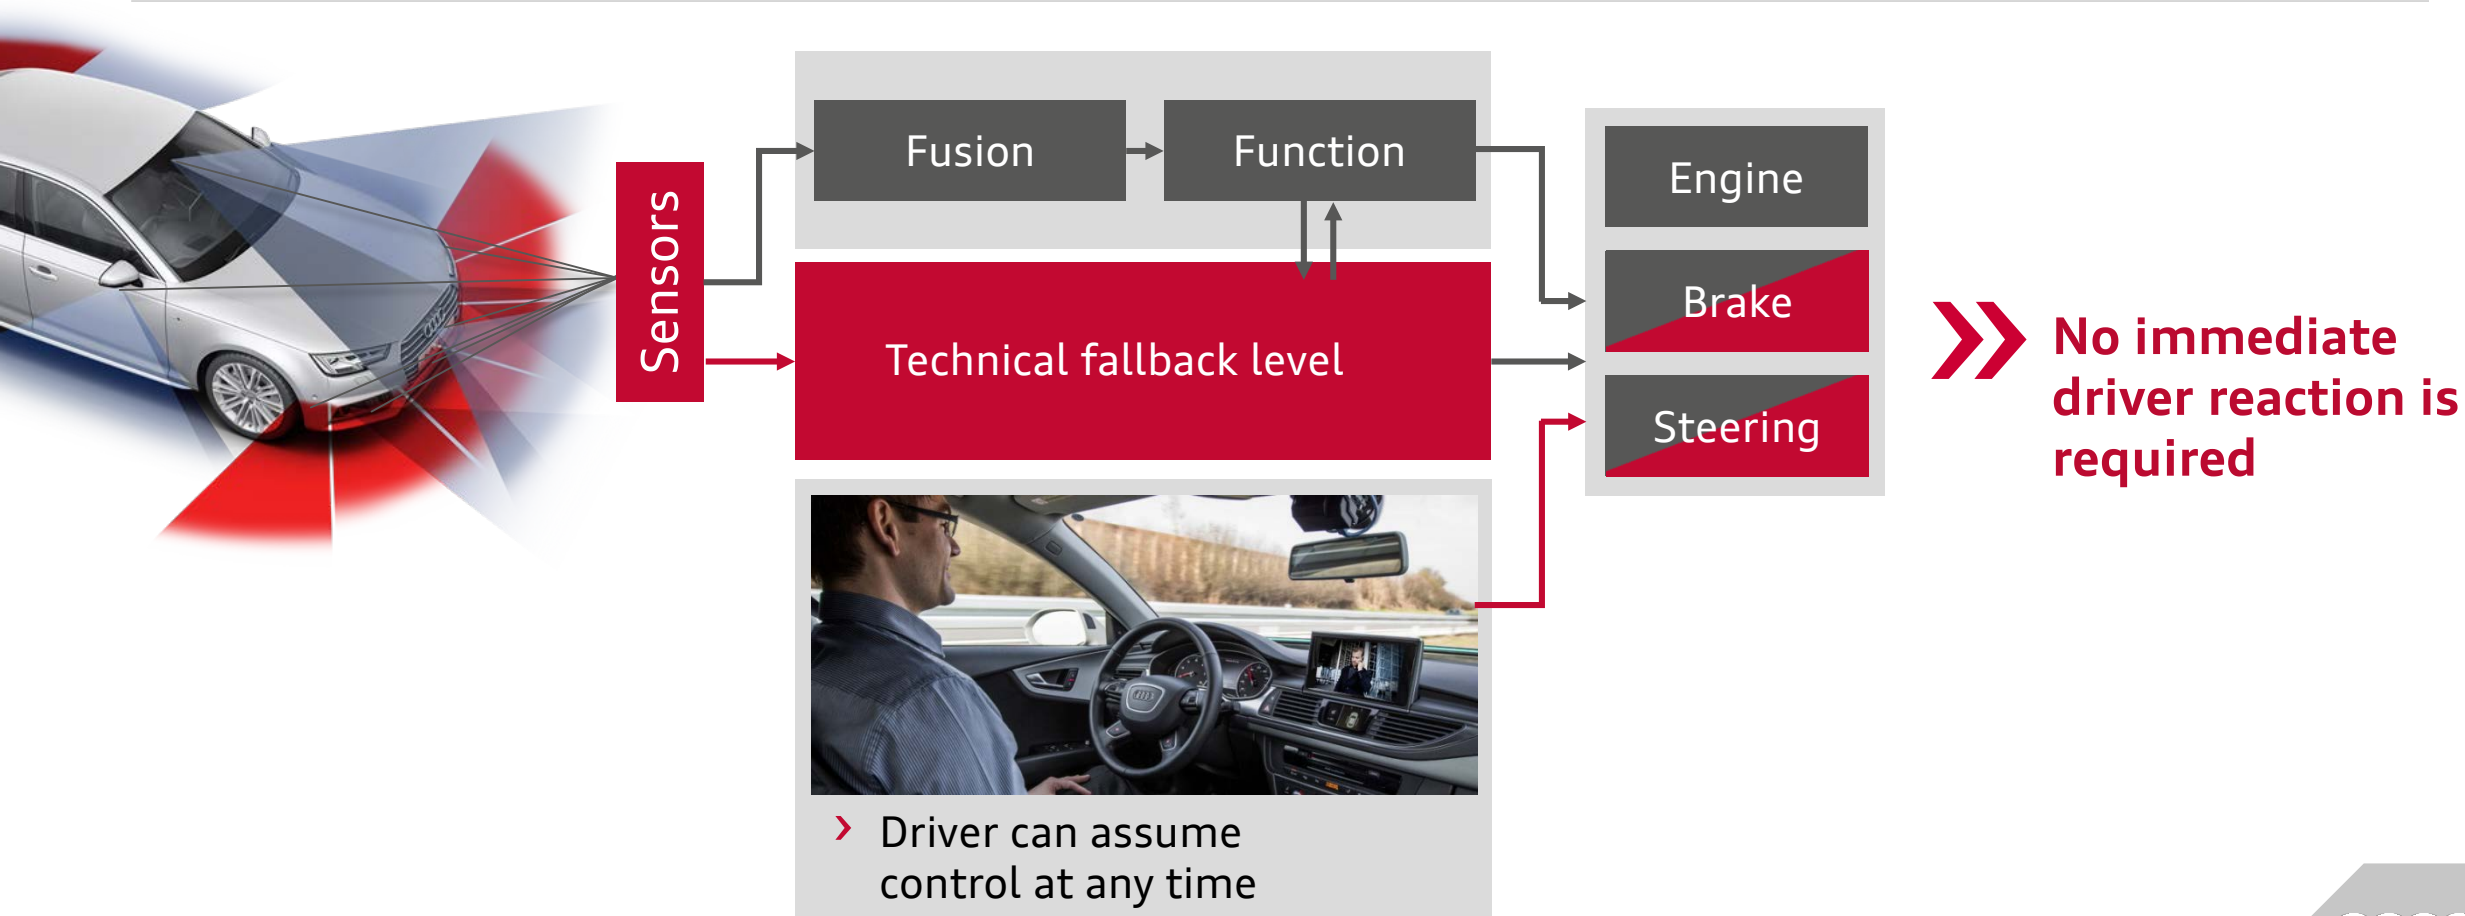 Sensors
Fusion
Function
Technical fallback level
Engine
Brake
Steering
No immediate
driver reaction is
required
› Driver can assume
control at any time